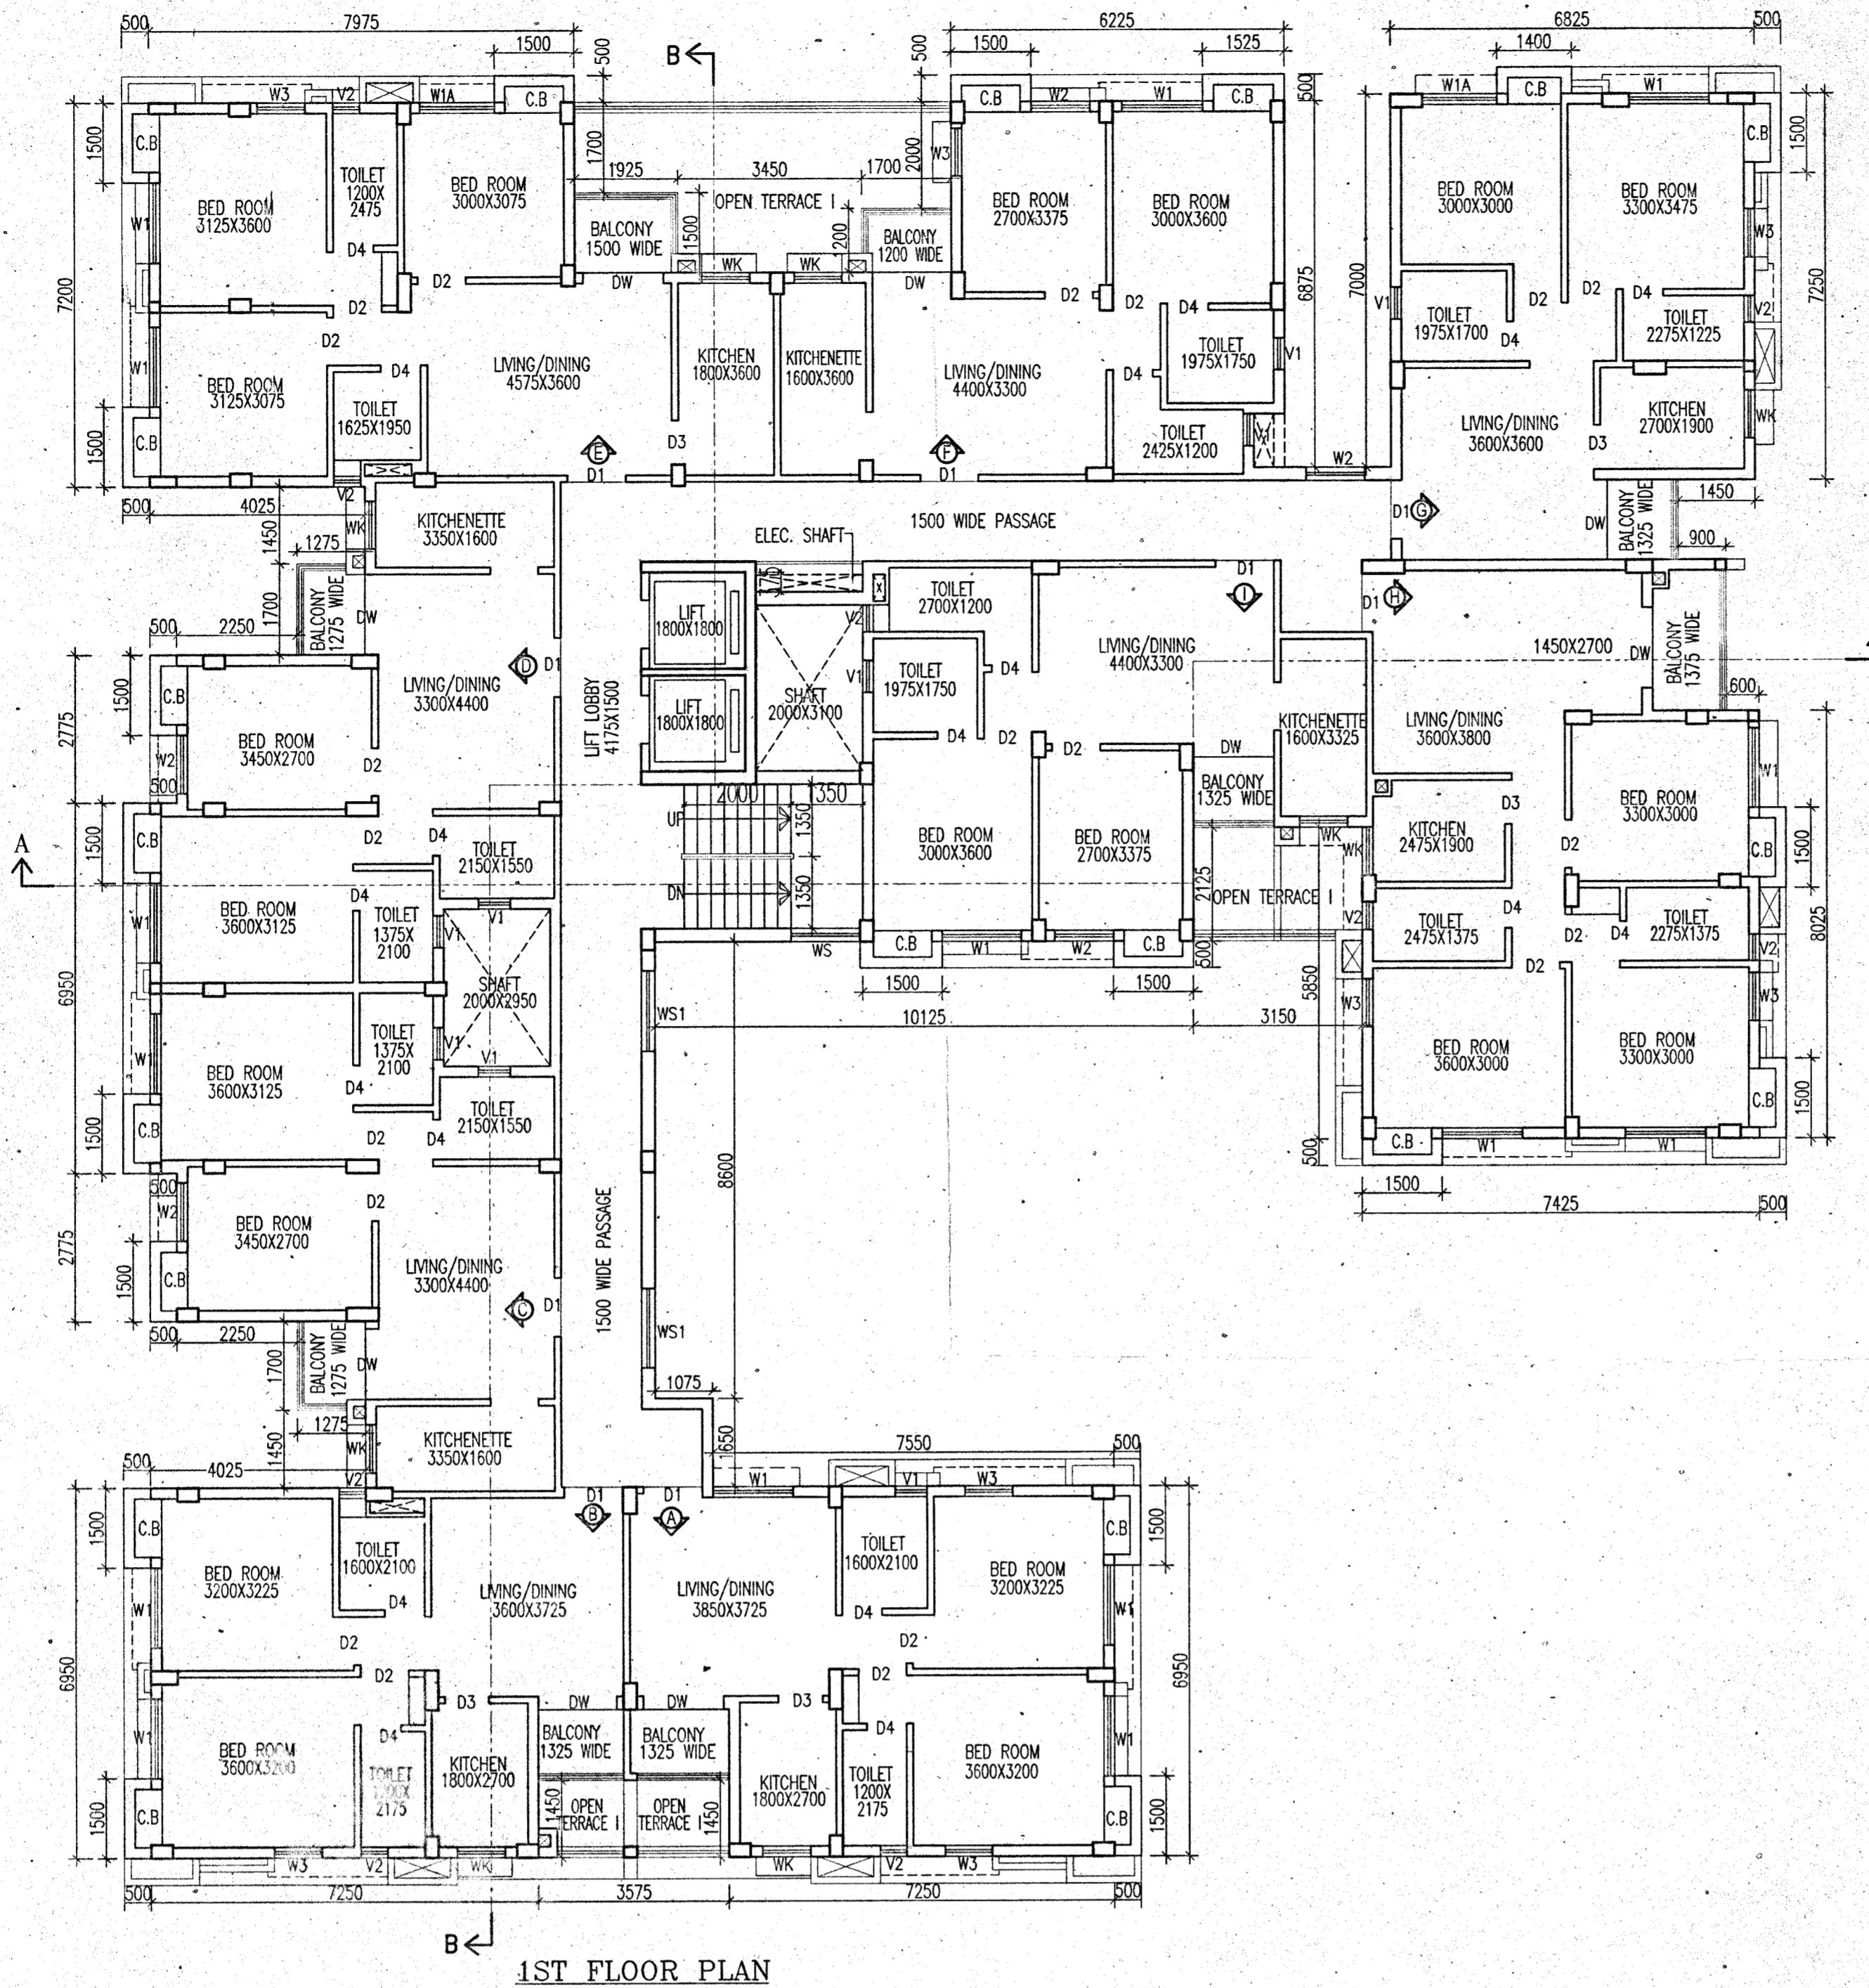 500
7975
1500
500
B
500
6225
1500
1525
500
6825
500
1400
W3
V2
W1A
C.B
C.B
W2
W1
C.B
W1A
C.B
W1
1500
C.B
TOILET
1200X
2475
BED ROOM
3000X3075
BED ROOM
3125X3600
W1
D4
D2
D2
1700
1925
3450
1700
2000
OPEN TERRACE I
BALCONY
1500 WIDE
1500
1200
BALCONY
1200 WIDE
W3
BED ROOM
2700X3375
BED ROOM
3000X3600
BED ROOM
3000X3000
BED ROOM
3300X3475
C.B
1500
W3
7200
D2
W1
BED ROOM
3125X3075
D4
TOILET
1625X1950
C.B
1500
DW
WK
WK
DW
LIVING/DINING
4575X3600
KITCHEN
1800X3600
KITCHENETTE
1600X3600
LIVING/DINING
4400X3300
D2
D2
D4
TOILET
1975X1750
V1
D4
TOILET
2425X1200
V1
6875
7000
V1
TOILET
1975X1700
D2
D4
D2
D4
TOILET
2275X1225
V2
7250
LIVING/DINING
3600X3600
D3
KITCHEN
2700X1900
WK
E
D1
D3
F
D1
W2
500
4025
V2
1450
WK
1275
KITCHENETTE
3350X1600
1500 WIDE PASSAGE
ELEC. SHAFT
D1
G
DW
BALCONY
1325 WIDE
1450
900
1700
BALCONY
1275 WIDE
DW
500
2250
LIFT
1800X1800
V2
TOILET
2700X1200
D1
I
D1
H
1450X2700
DW
BALCONY
1375 WIDE
600
D
D1
LIVING/DINING
3300X4400
LIFT LOBBY
4175X1500
LIFT
1800X1800
SHAFT
2000X3100
V1
TOILET
1975X1750
D4
LIVING/DINING
4400X3300
KITCHENETTE
1600X3325
LIVING/DINING
3600X3800
2775
1500
C.B
BED ROOM
3450X2700
W2
500
D2
2000
1350
D4
D2
D2
DW
BALCONY
1325 WIDE
W1
BED ROOM
3300X3000
D3
KITCHEN
2475X1900
D2
C.B
1500
A
1500
C.B
D2
D4
TOILET
2150X1550
UP
DN
1350
1350
BED ROOM
3000X3600
BED ROOM
2700X3375
WK
WK
2125
OPEN TERRACE I
V2
W1
BED ROOM
3600X3125
D4
TOILET
1375X
2100
V1
V1
TOILET
2475X1375
D4
D2
D4
TOILET
2275X1375
V2
8025
WS
C.B
W1
W2
C.B
500
1500
1500
D2
6950
SHAFT
2000X2950
WS1
10125
3150
5850
W3
W3
W1
BED ROOM
3600X3125
TOILET
1375X
2100
D4
V1
V1
BED ROOM
3600X3000
BED ROOM
3300X3000
C.B
1500
1500
C.B
D2
D4
TOILET
2150X1550
8600
500
C.B
W1
W1
1500
7425
500
500
W2
BED ROOM
3450X2700
D2
2775
1500
C.B
LIVING/DINING
3300X4400
C
D1
1500 WIDE PASSAGE
WS1
500
2250
1700
BALCONY
1275 WIDE
DW
1075
1275
1450
WK
KITCHENETTE
3350X1600
1650
7550
500
500
4025
V2
W1
V1
W3
D1
B
D1
A
1500
C.B
BED ROOM
3200X3225
TOILET
1600X2100
D4
LIVING/DINING
3600X3725
LIVING/DINING
3850X3725
TOILET
1600X2100
D4
BED ROOM
3200X3225
C.B
1500
W1
D2
D2
W1
D2
D2
6950
6950
D3
DW
DW
D3
W1
BED ROOM
3600X3200
D4
TOILET
1200X
2175
KITCHEN
1800X2700
BALCONY
1325 WIDE
BALCONY
1325 WIDE
KITCHEN
1800X2700
D4
TOILET
1200X
2175
BED ROOM
3600X3200
W1
1500
C.B
1450
OPEN
TERRACE I
OPEN
TERRACE I
1450
C.B
1500
W3
V2
WK
WK
V2
W3
500
7250
3575
7250
500
B
1ST FLOOR PLAN